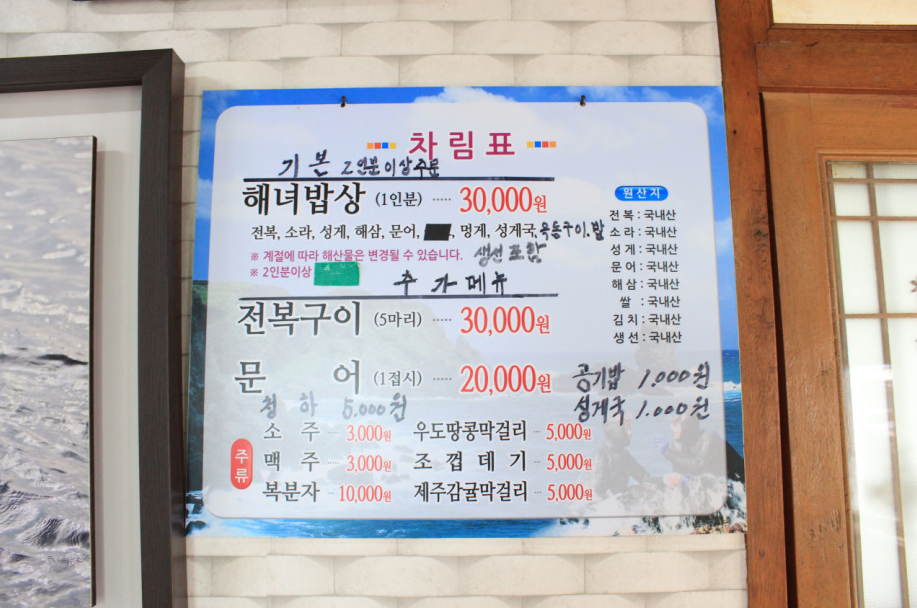 차림표
기본 2인분이상주문
해녀밥상 (1인분) ····· 30,000원
전복, 소라, 성게, 해삼, 문어, , 멍게, 성게국, 옥돔구이.밥
※ 계절에 따라 해산물은 변경될 수 있습니다. 생선포함
※ 2인분이상
추가메뉴
전복구이 (5마리) ····· 30,000원
문어 (1접시) ····· 20,000원
공기밥 1.000원
성게국 1.000원
청하 5.000원
주류
소주 ··· 3,000원
맥주 ··· 3,000원
복분자 ··· 10,000원
우도땅콩막걸리 ··· 5,000원
조껍데기 ··· 5,000원
제주감귤막걸리 ··· 5,000원
원산지
전복 : 국내산
소라 : 국내산
성게 : 국내산
문어 : 국내산
해삼 : 국내산
쌀 : 국내산
김치 : 국내산
생선 : 국내산